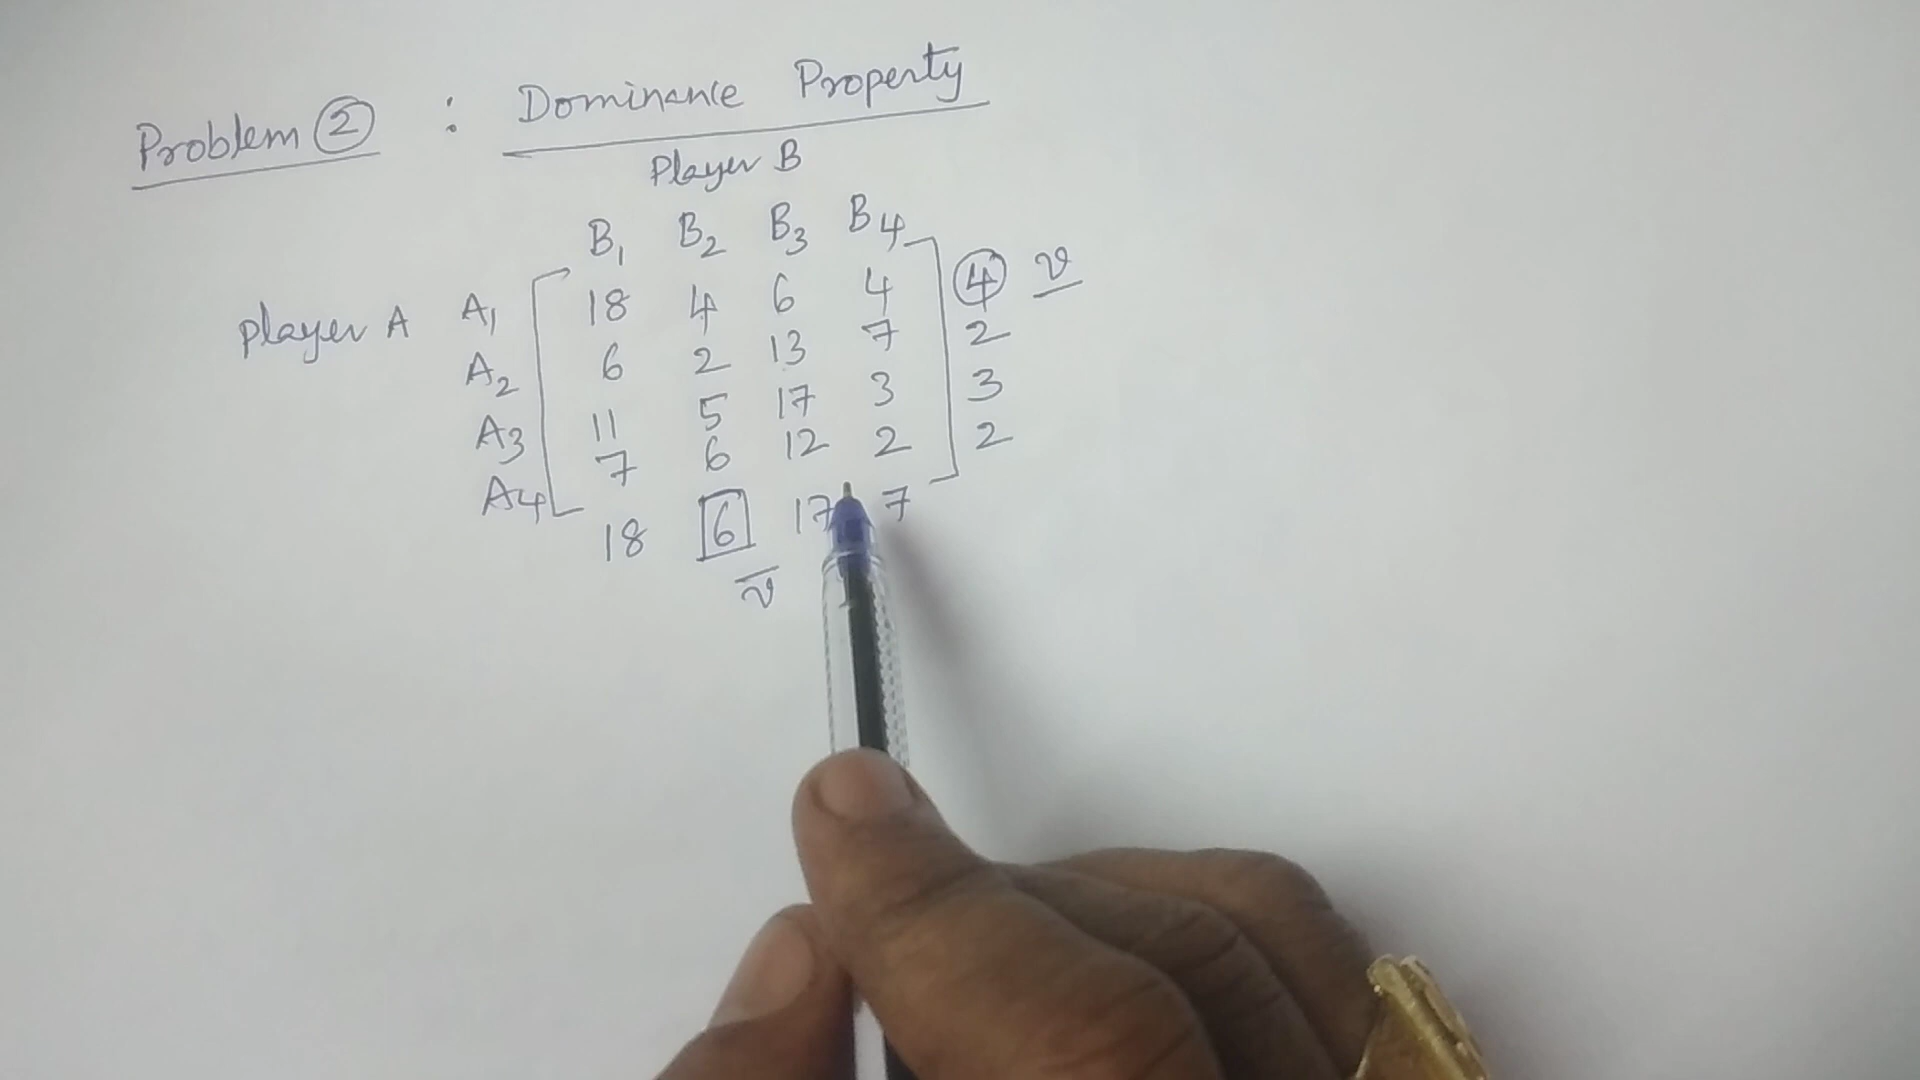 Problem ② : Dominance Property
Player B
B₁ B₂ B₃ B₄
Player A A₁ 18 4 6 4 ④ v
A₂ 6 2 13 7 2
A₃ 11 5 17 3 3
A₄ 7 6 12 2 2
18 6 17 7
v̅